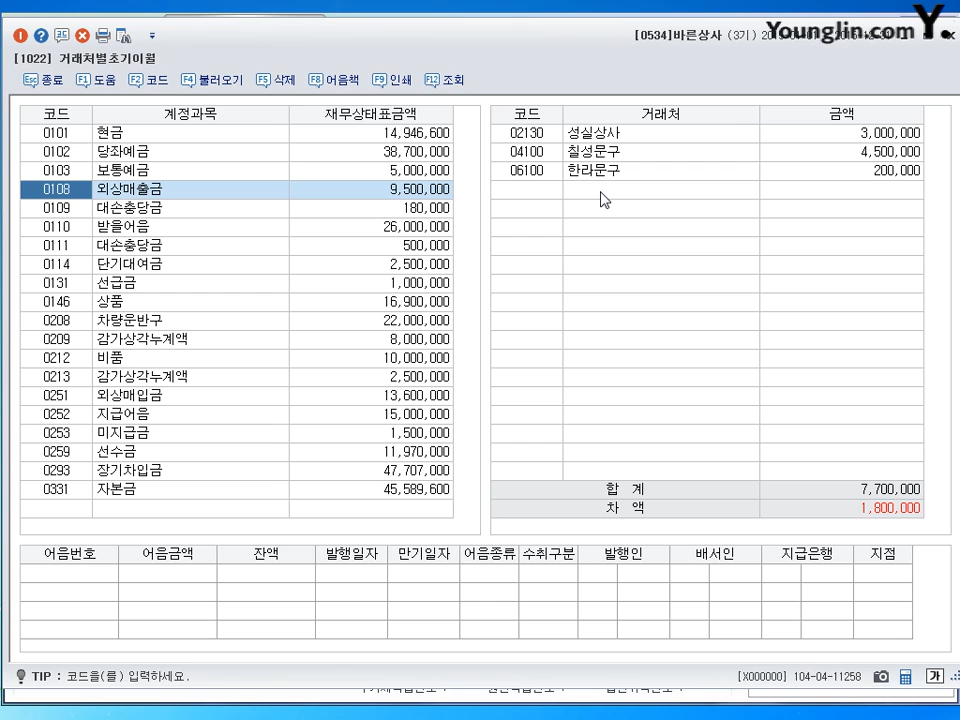 Younglin.com Y.
[0534]바른상사 (3기)
[1022] 거래처별초기이월
Esc 종료 F1 도움 F2 코드 F4 불러오기 F5 삭제 F8 어음책 F9 인쇄 F12 조회
코드 계정과목 재무상태표금액
0101 현금 14,946,600
0102 당좌예금 38,700,000
0103 보통예금 5,000,000
0108 외상매출금 9,500,000
0109 대손충당금 180,000
0110 받을어음 26,000,000
0111 대손충당금 500,000
0114 단기대여금 2,500,000
0131 선급금 1,000,000
0146 상품 16,900,000
0208 차량운반구 22,000,000
0209 감가상각누계액 8,000,000
0212 비품 10,000,000
0213 감가상각누계액 2,500,000
0251 외상매입금 13,600,000
0252 지급어음 15,000,000
0253 미지급금 1,500,000
0259 선수금 11,970,000
0293 장기차입금 47,707,000
0331 자본금 45,589,600
코드 거래처 금액
02130 성실상사 3,000,000
04100 칠성문구 4,500,000
06100 한라문구 200,000
합 계 7,700,000
차 액 1,800,000
어음번호 어음금액 잔액 발행일자 만기일자 어음종류 수취구분 발행인 배서인 지급은행 지점
TIP : 코드을(를) 입력하세요.
[X000000] 104-04-11258 가